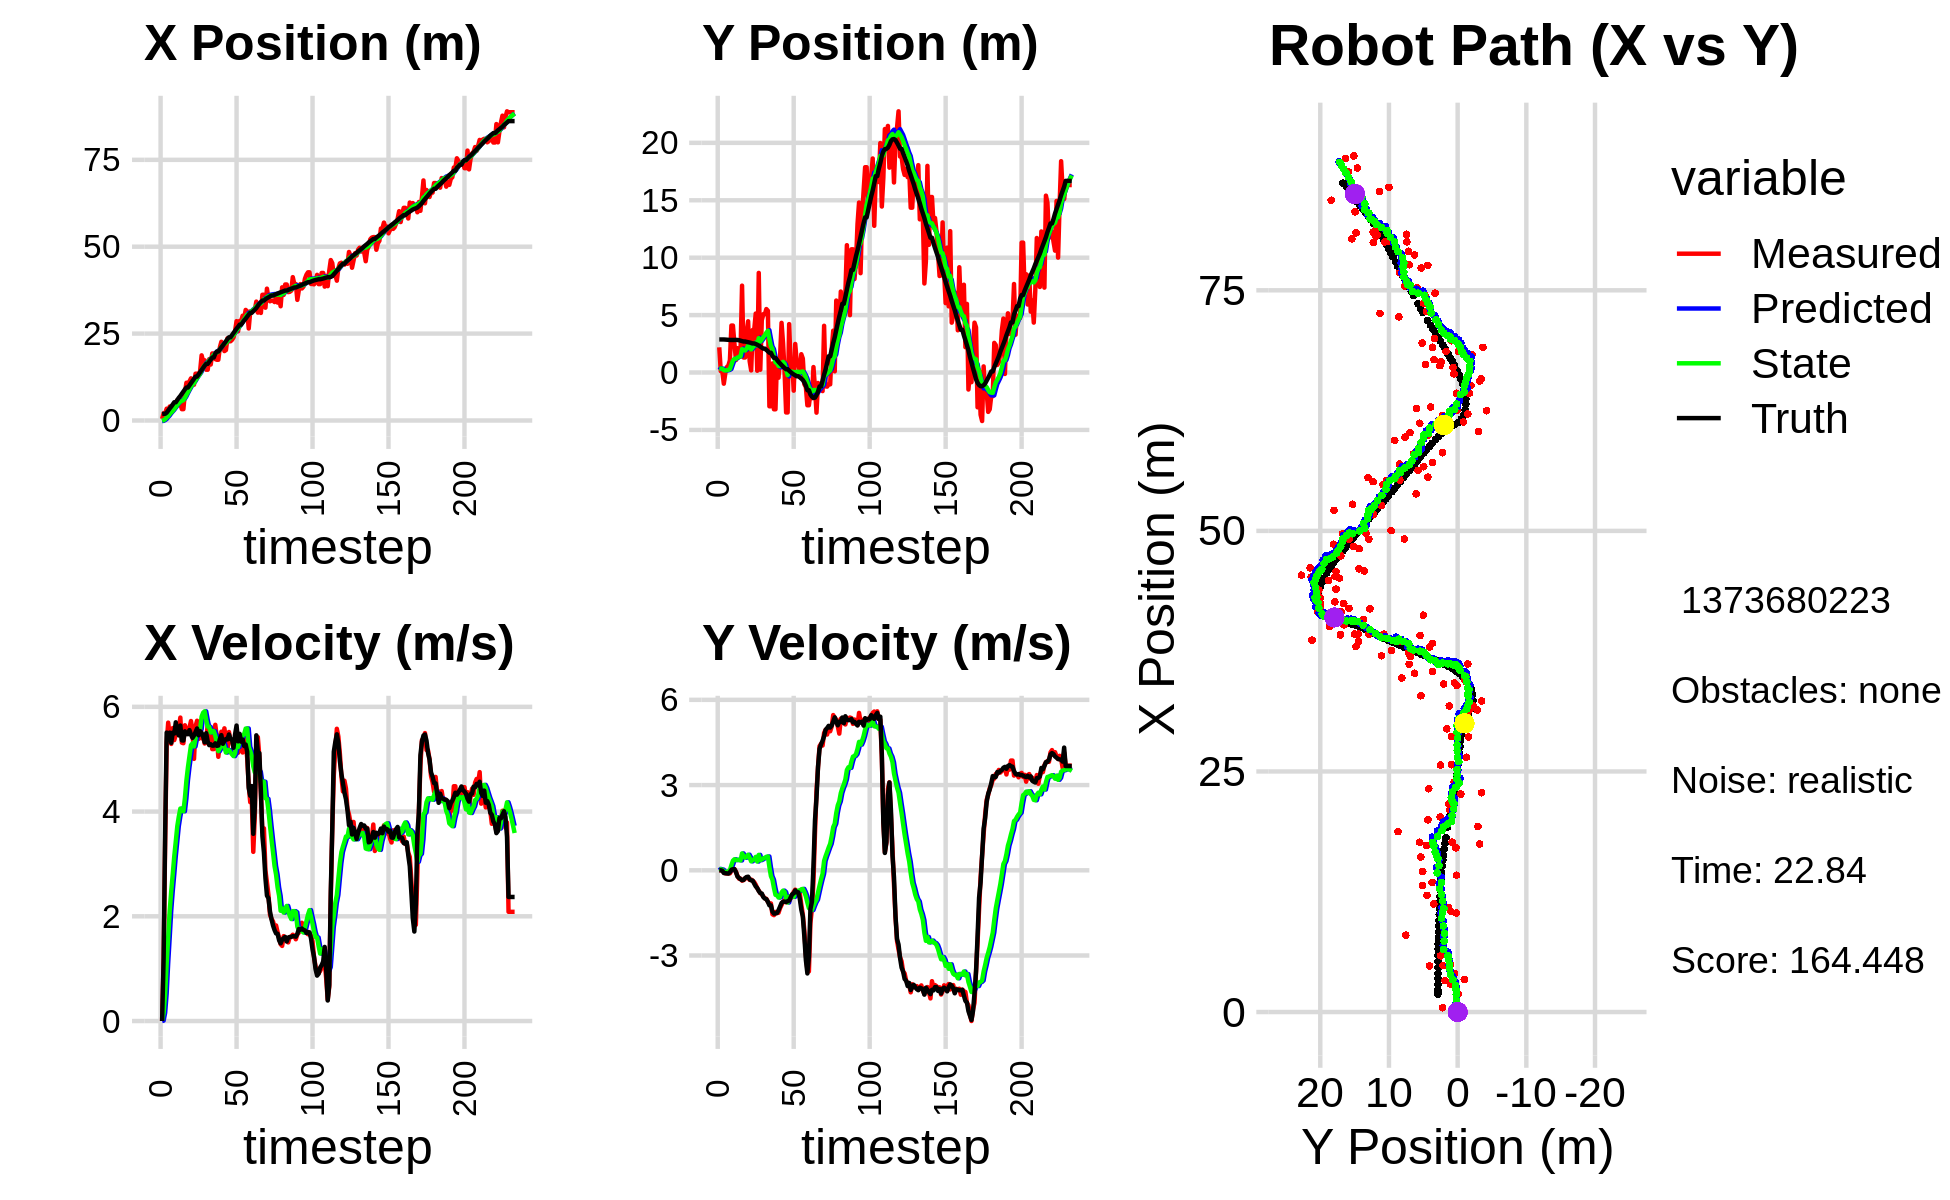 X Position (m)
75
50
25
0
0 50 100 150 200
timestep
Y Position (m)
20
15
10
5
0
-5
0 50 100 150 200
timestep
X Velocity (m/s)
6
4
2
0
0 50 100 150 200
timestep
Y Velocity (m/s)
6
3
0
-3
0 50 100 150 200
timestep
Robot Path (X vs Y)
X Position (m)
75
50
25
0
20 10 0 -10 -20
Y Position (m)
variable
Measured
Predicted
State
Truth
1373680223
Obstacles: none
Noise: realistic
Time: 22.84
Score: 164.448